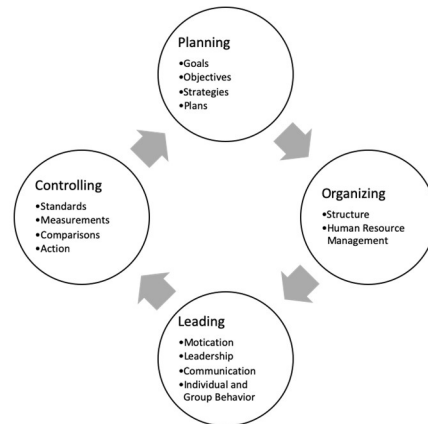 Planning
•Goals
•Objectives
•Strategies
•Plans
Organizing
•Structure
•Human Resource
Management
Leading
•Motication
•Leadership
•Communication
•Individual and
Group Behavior
Controlling
•Standards
•Measurements
•Comparisons
•Action